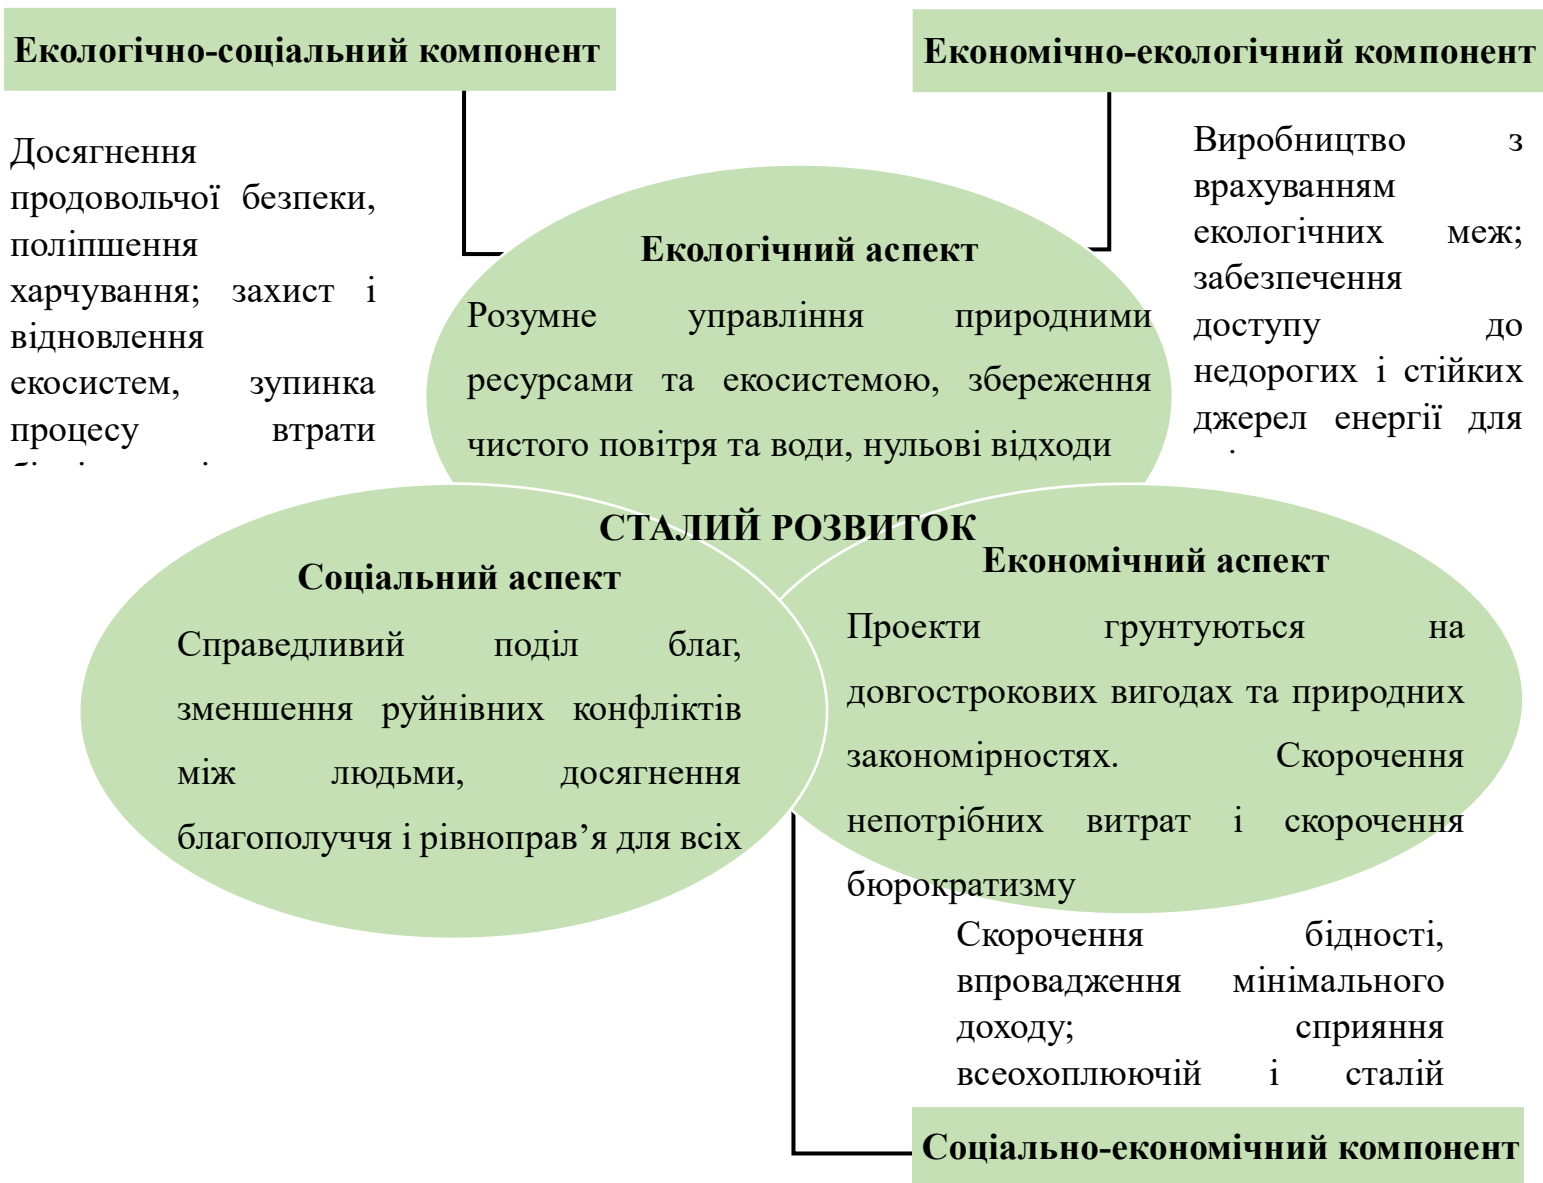 Екологічно-соціальний компонент
Економічно-екологічний компонент
Досягнення
продовольчої безпеки,
поліпшення
харчування; захист і
відновлення
екосистем, зупинка
процесу втрати
Виробництво з
врахуванням
екологічних меж;
забезпечення
доступу до
недорогих і стійких
джерел енергії для
Екологічний аспект
Розумне управління природними
ресурсами та екосистемою, збереження
чистого повітря та води, нульові відходи
СТАЛИЙ РОЗВИТОК
Соціальний аспект
Справедливий поділ благ,
зменшення руйнівних конфліктів
між людьми, досягнення
благополуччя і рівноправ’я для всіх
Економічний аспект
Проекти грунтуються на
довгострокових вигодах та природних
закономірностях. Скорочення
непотрібних витрат і скорочення
бюрократизму
Скорочення бідності,
впровадження мінімального
доходу; сприяння
всеохоплюючій і сталій
Соціально-економічний компонент